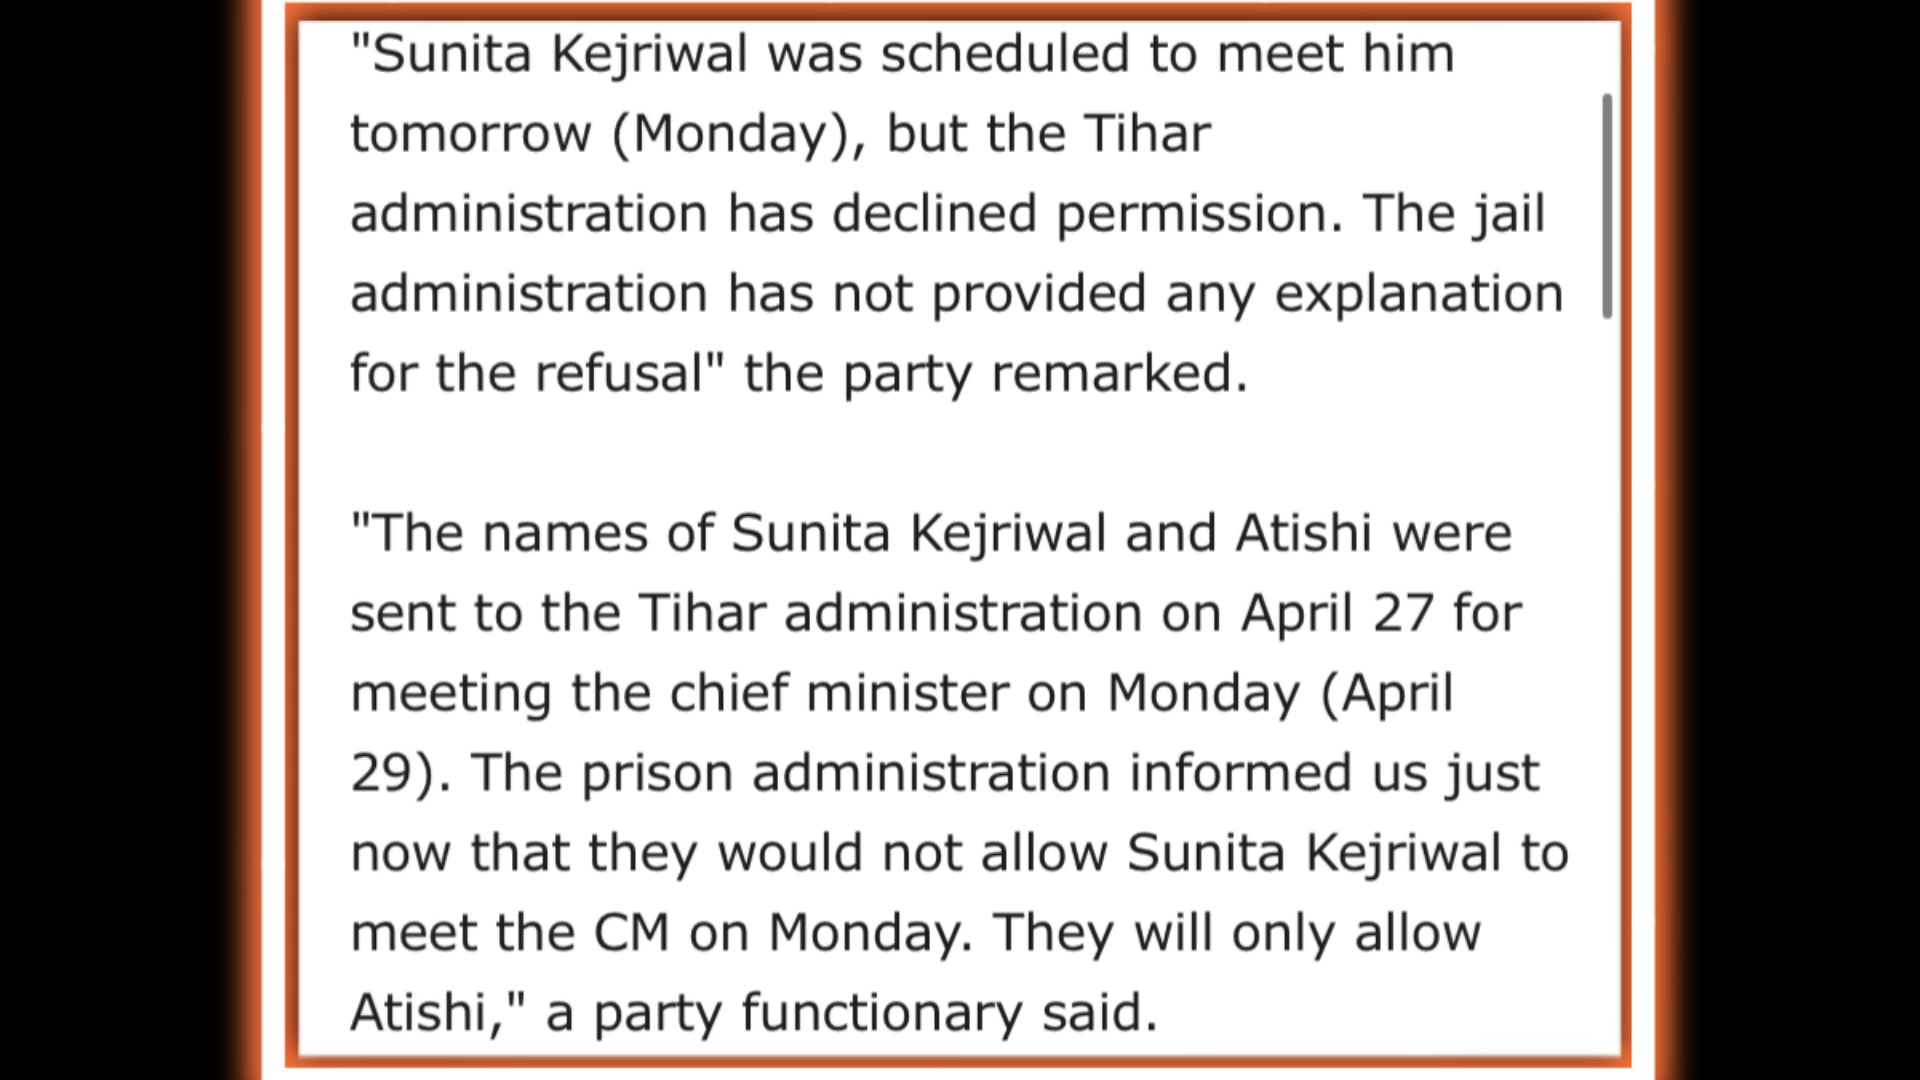 "Sunita Kejriwal was scheduled to meet him
tomorrow (Monday), but the Tihar
administration has declined permission. The jail
administration has not provided any explanation
for the refusal" the party remarked.
"The names of Sunita Kejriwal and Atishi were
sent to the Tihar administration on April 27 for
meeting the chief minister on Monday (April
29). The prison administration informed us just
now that they would not allow Sunita Kejriwal to
meet the CM on Monday. They will only allow
Atishi," a party functionary said.